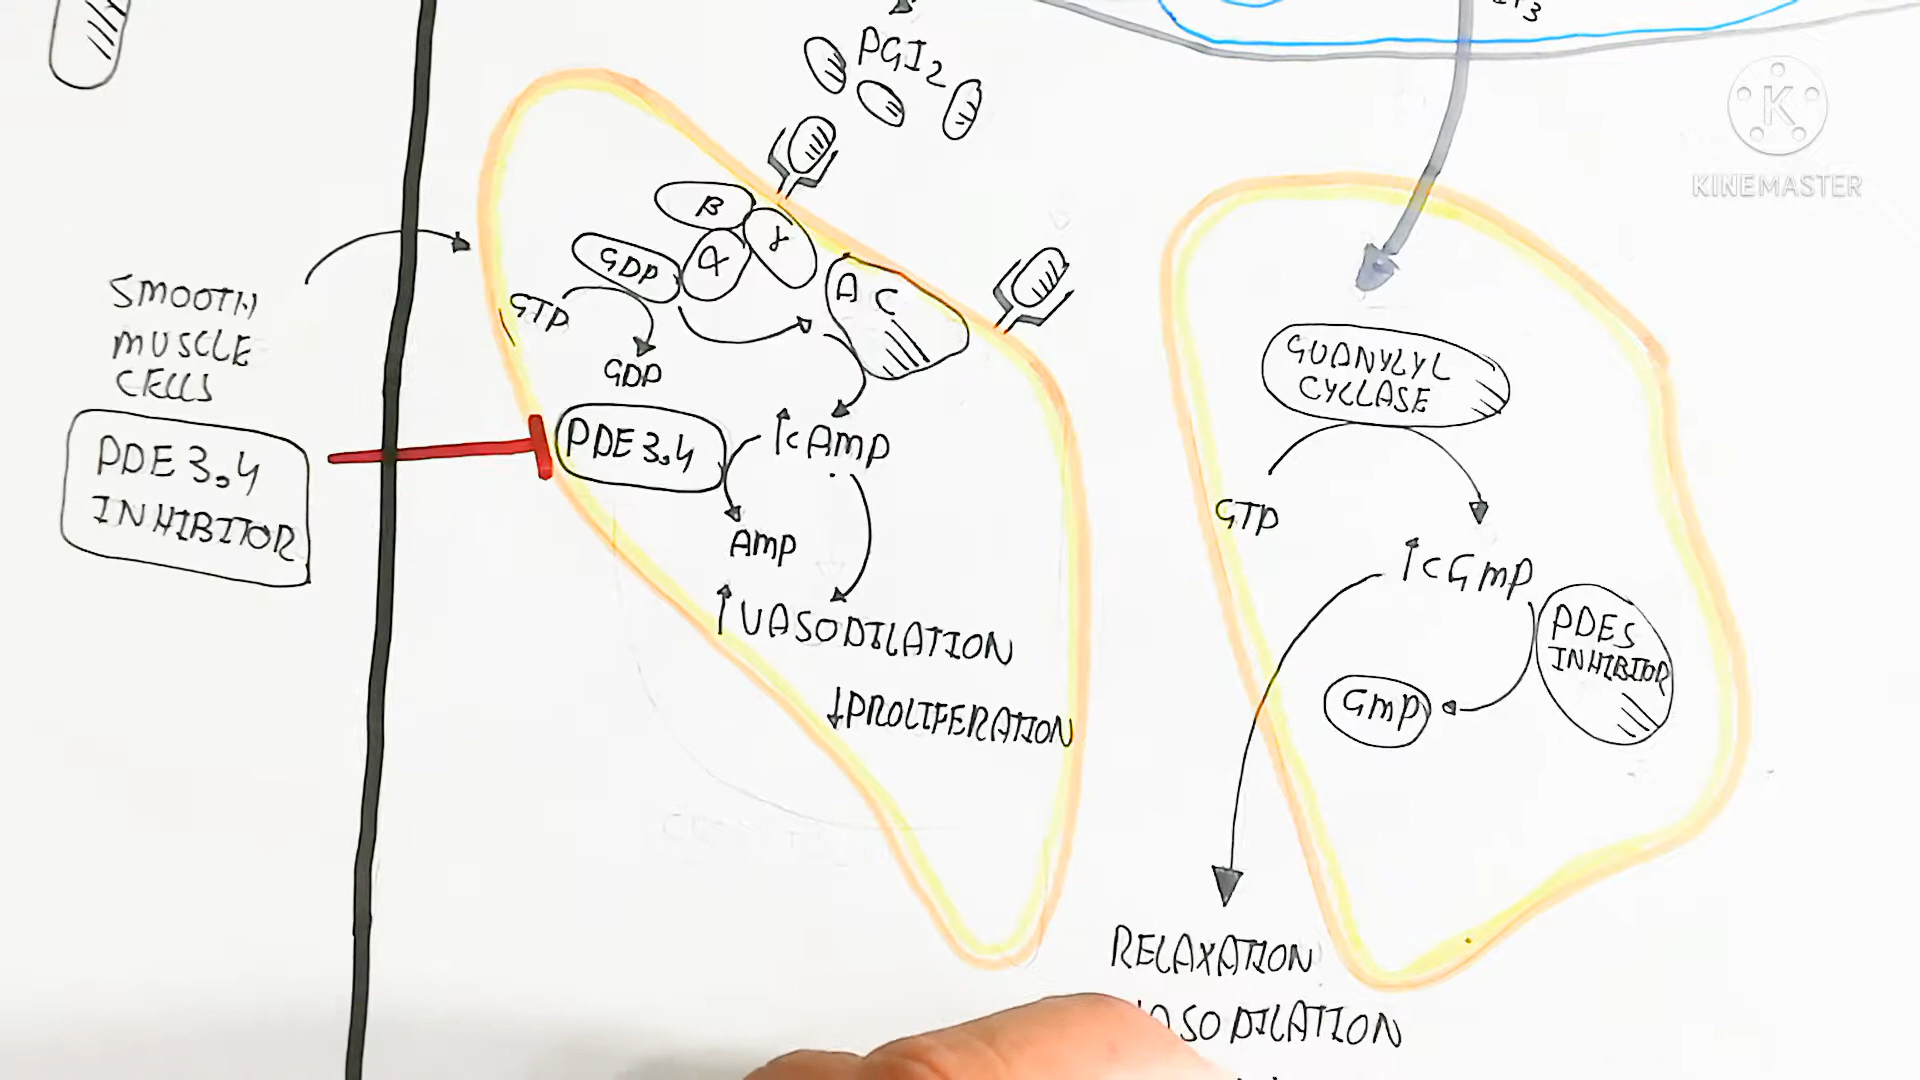 PGI2
K
KINEMASTER
β
γ
α
GDP
GTP
GDP
AC
SMOOTH
MUSCLE
CELLS
PDE 3.4
INHIBITOR
PDE 3.4
↑cAMP
AMP
↑VASODILATION
↓PROLIFERATION
GUANYLYL
CYCLASE
GTP
↑cGMP
PDE5
INHIBITOR
GMP
RELAXATION
ASODILATION